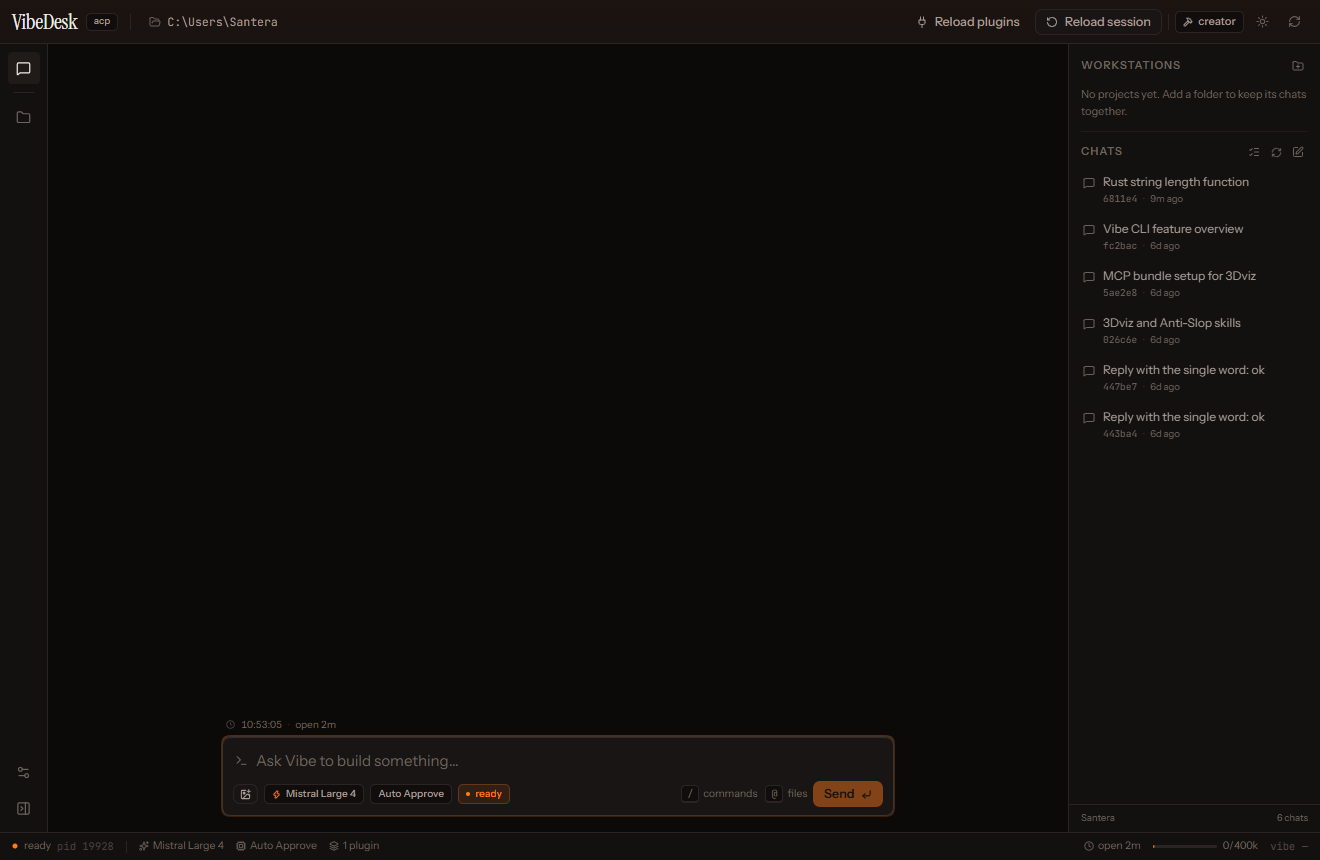 VibeDesk acp C:\Users\Santera Reload plugins Reload session creator
WORKSTATIONS
No projects yet. Add a folder to keep its chats
together.
CHATS
Rust string length function
6811e4 · 9m ago
Vibe CLI feature overview
fc2bac · 6d ago
MCP bundle setup for 3Dviz
5ae2e8 · 6d ago
3Dviz and Anti-Slop skills
026c6e · 6d ago
Reply with the single word: ok
447be7 · 6d ago
Reply with the single word: ok
443ba4 · 6d ago
10:53:05 · open 2m
>_ Ask Vibe to build something...
Mistral Large 4 Auto Approve ready / commands @ files Send
Santera 6 chats
ready pid 19928 Mistral Large 4 Auto Approve 1 plugin open 2m 0/400k vibe —